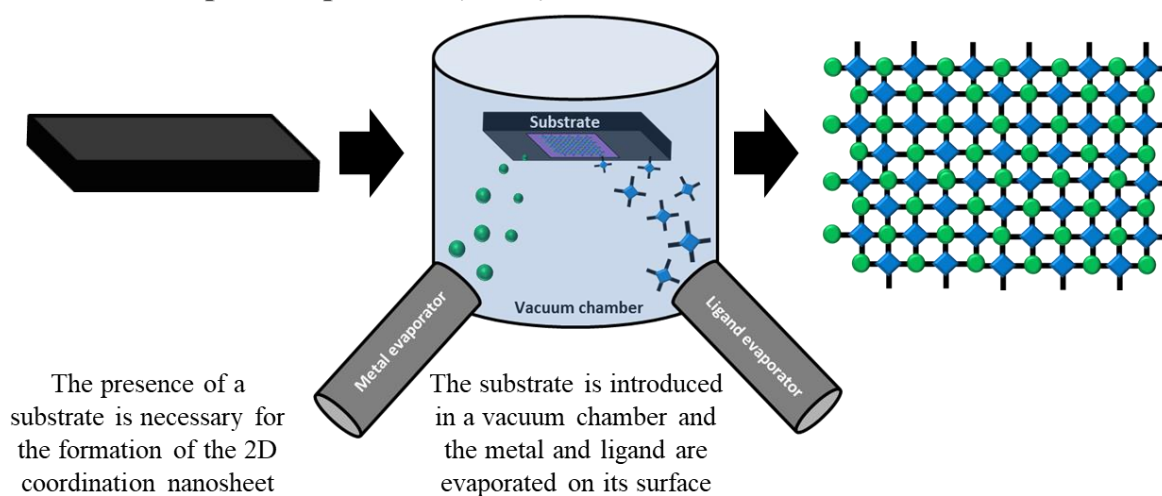 Substrate
Vacuum chamber
Metal evaporator
Ligand evaporator
The presence of a
substrate is necessary for
the formation of the 2D
coordination nanosheet
The substrate is introduced
in a vacuum chamber and
the metal and ligand are
evaporated on its surface